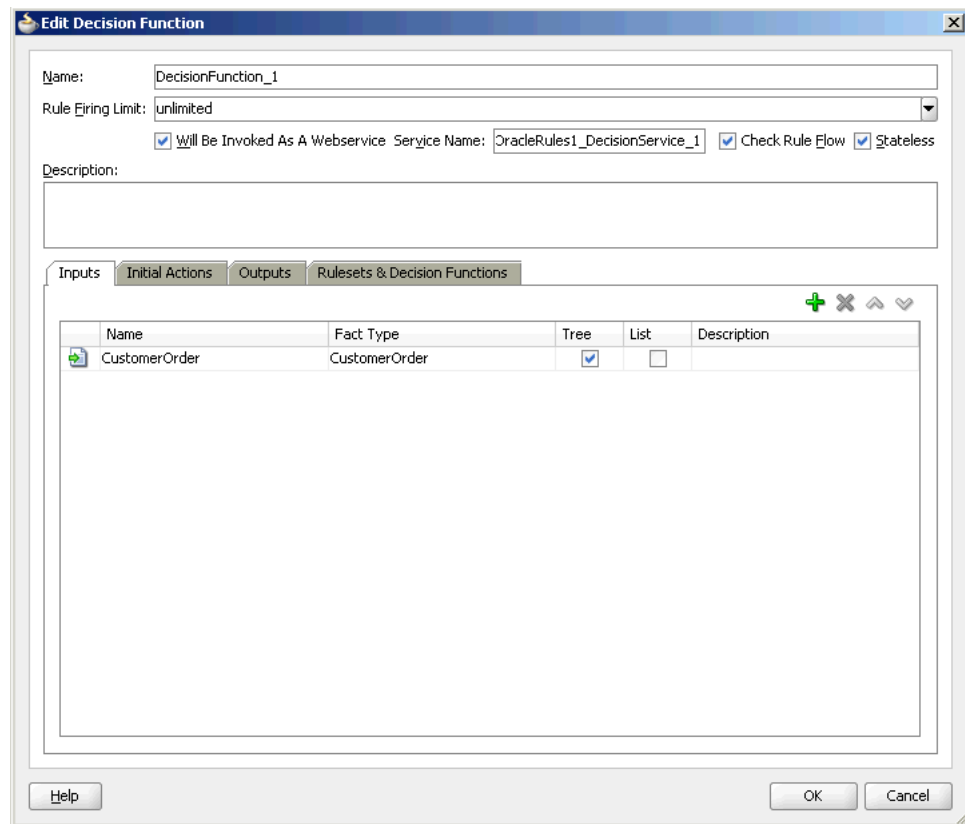 Edit Decision Function
Name: DecisionFunction_1
Rule Firing Limit: unlimited
Will Be Invoked As A Webservice Service Name: OracleRules1_DecisionService_1 Check Rule Flow Stateless
Description:
Inputs Initial Actions Outputs Rulesets & Decision Functions
Name Fact Type Tree List Description
CustomerOrder CustomerOrder
Help OK Cancel